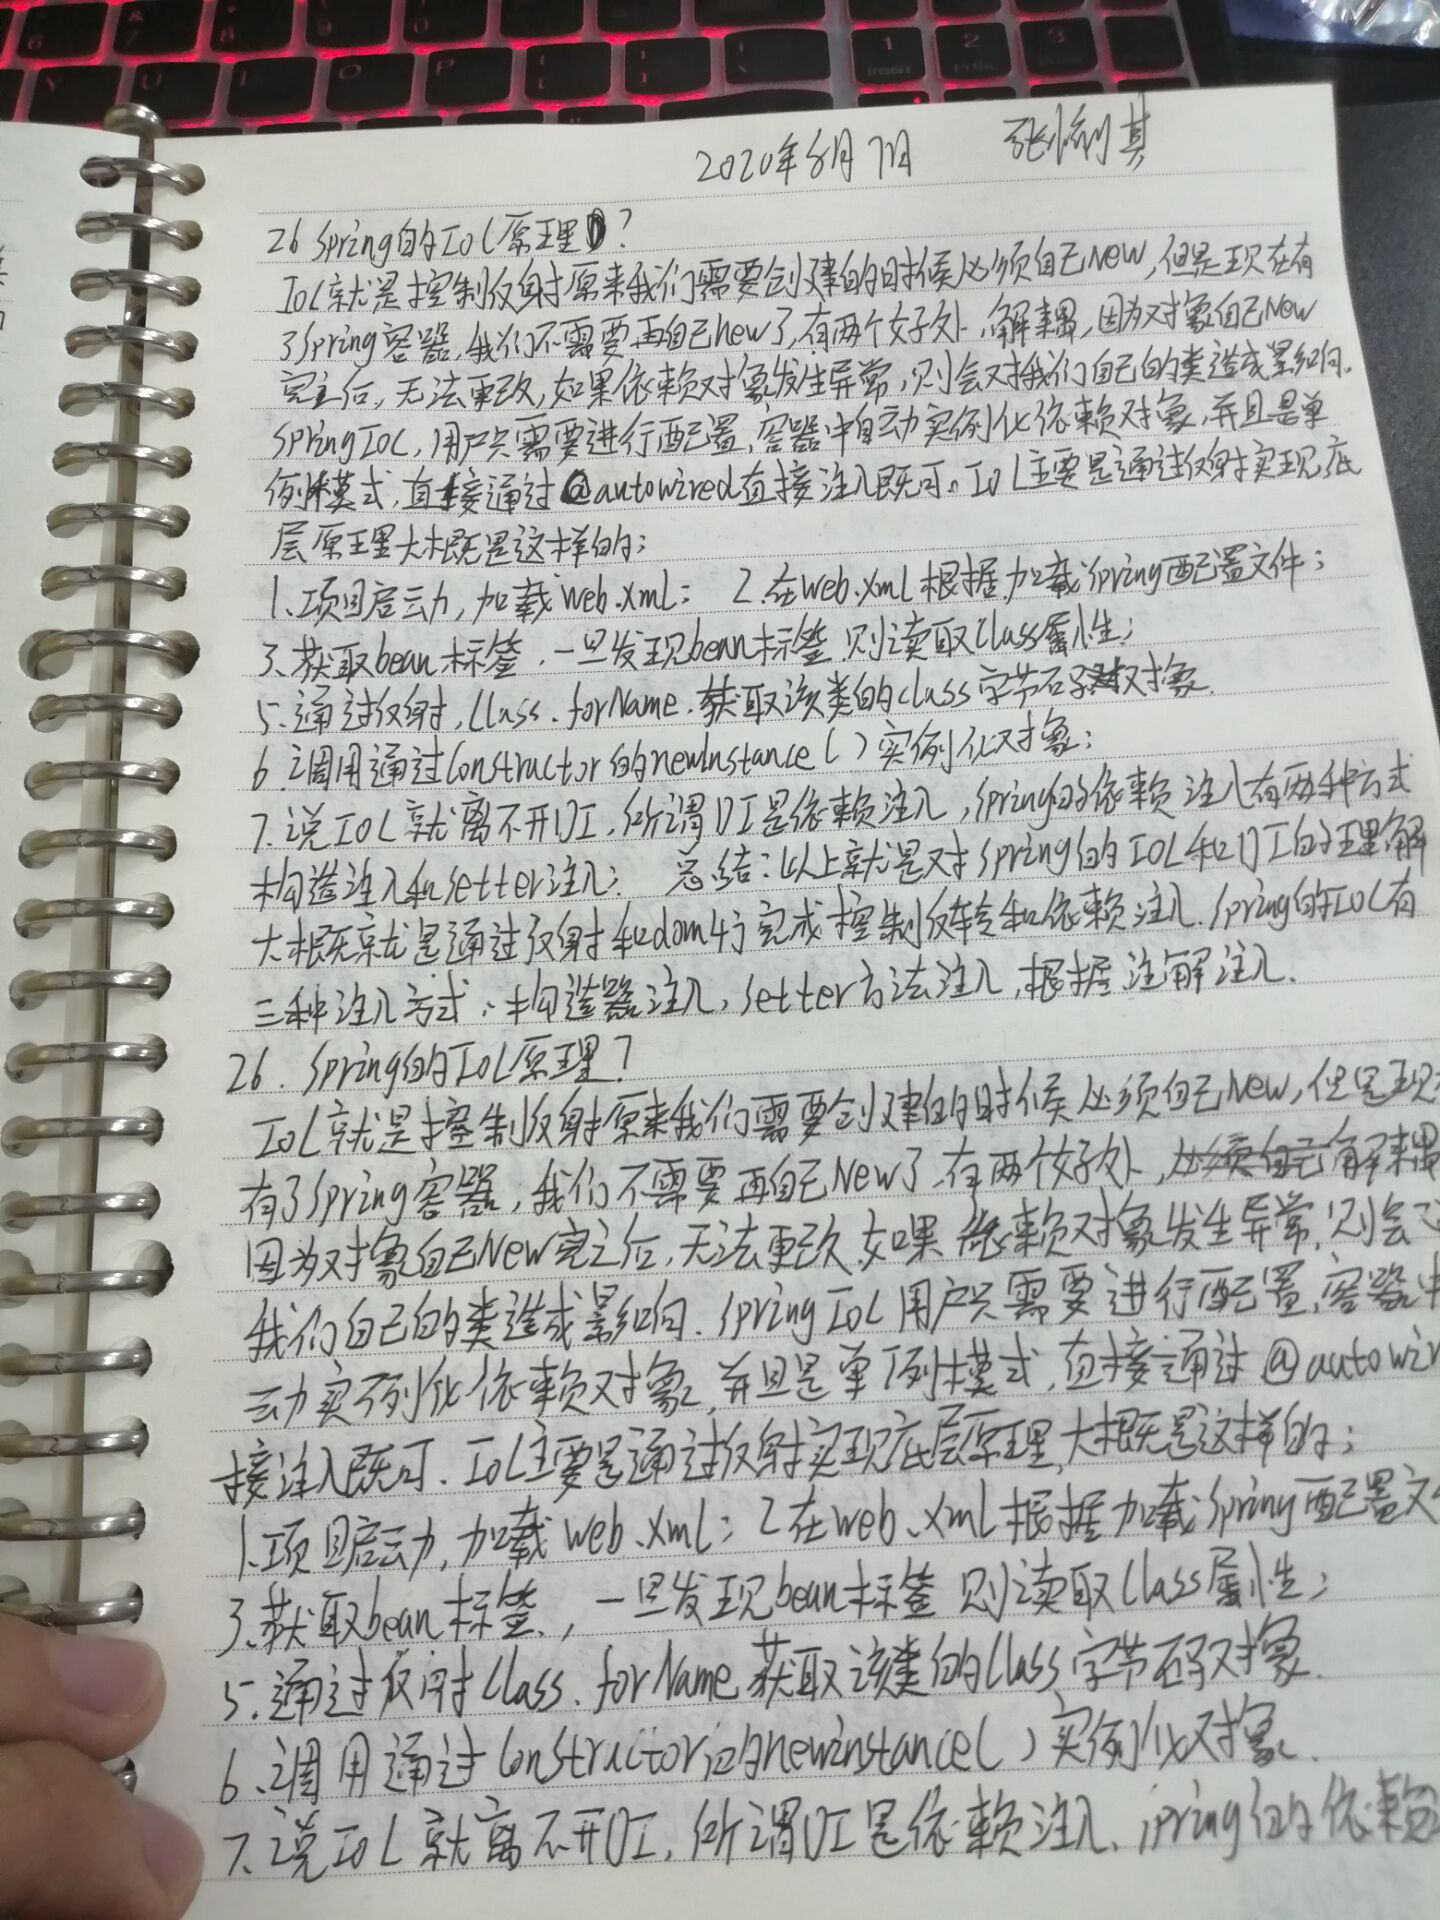 2020年8月7日
26 Spring的IOC原理?
IOC就是控制反射原来我们需要创建的时候必须自己new,但是现在有
了Spring容器,我们不需要再自己new了,有两个好处、解耦,因为对象自己New
完之后,无法更改,如果依赖对象发生异常,则会对我们自己的类造成影响.
SpringIOC,用户只需要进行配置,容器中自动实例化依赖对象,并且是单
例模式,直接通过@autowired直接注入既可。IOC主要是通过反射实现底
层原理大概是这样的;
1、项目启动,加载web.xml; 2、在web.xml根据加载Spring配置文件;
3、获取bean标签,一旦发现bean标签则读取Class属性;
5、通过反射,Class.forName.获取该类的class字节码对象.
6、调用通过Constructor的newInstance()实例化对象;
7、说IOC就离不开DI,所谓DI是依赖注入,Spring的依赖注入有两种方式
构造注入和Setter注入; 总结:以上就是对Spring的IOC和DI的理解
大概就是通过反射和dom4j完成控制反转和依赖注入.Spring的IOC有
三种注入方式:构造器注入,Setter方法注入,根据注解注入.
26、Spring的IOC原理?
IOC就是控制反射原来我们需要创建的时候必须自己New,但是现
有了Spring容器,我们不需要再自己New了、有两个好处,解耦
因为对象自己New完之后,无法更改,如果依赖对象发生异常,则会
我们自己的类造成影响.Spring IOC用户只需要进行配置,容器中
动实例化依赖对象,并且是单例模式,直接通过@autowir
接注入既可、IOC主要是通过反射实现底层原理,大概是这样的;
1、项目启动,加载web.xml; 2在web.xml根据加载Spring配置文
3、获取bean标签,一旦发现bean标签则读取Class属性;
5、通过反射Class.forName获取该类的Class字节码对象.
6、调用通过Constructor的newinstance()实例化对象.
7、说IOC就离不开DI,所谓DI是依赖注入、Spring的依赖